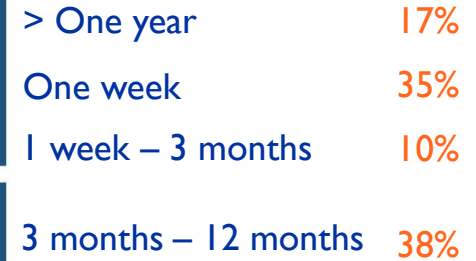 > One year 17%
One week 35%
1 week – 3 months 10%
3 months – 12 months 38%